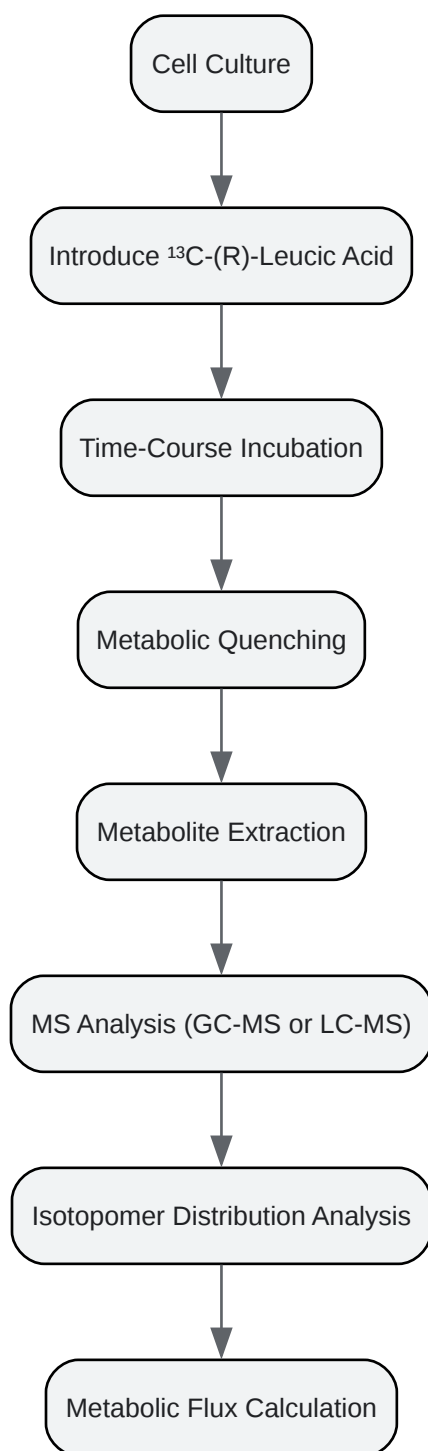 Cell Culture
Introduce ¹³C-(R)-Leucic Acid
Time-Course Incubation
Metabolic Quenching
Metabolite Extraction
MS Analysis (GC-MS or LC-MS)
Isotopomer Distribution Analysis
Metabolic Flux Calculation